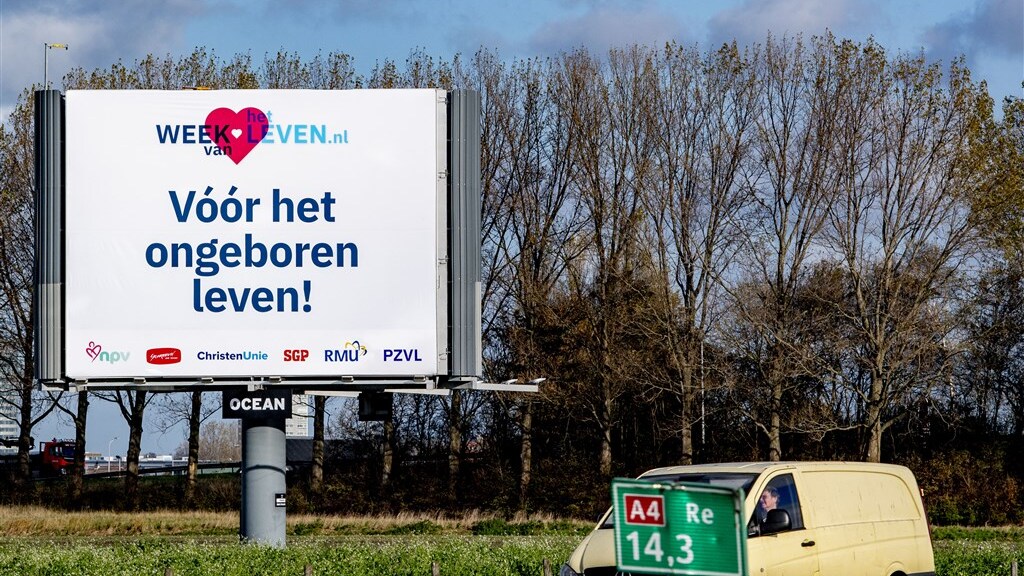 het
WEEK LEVEN.nl
van
Vóór het
ongeboren
leven!
npv
ChristenUnie
SGP
RMU
PZVL
OCEAN
A4 Re
14,3